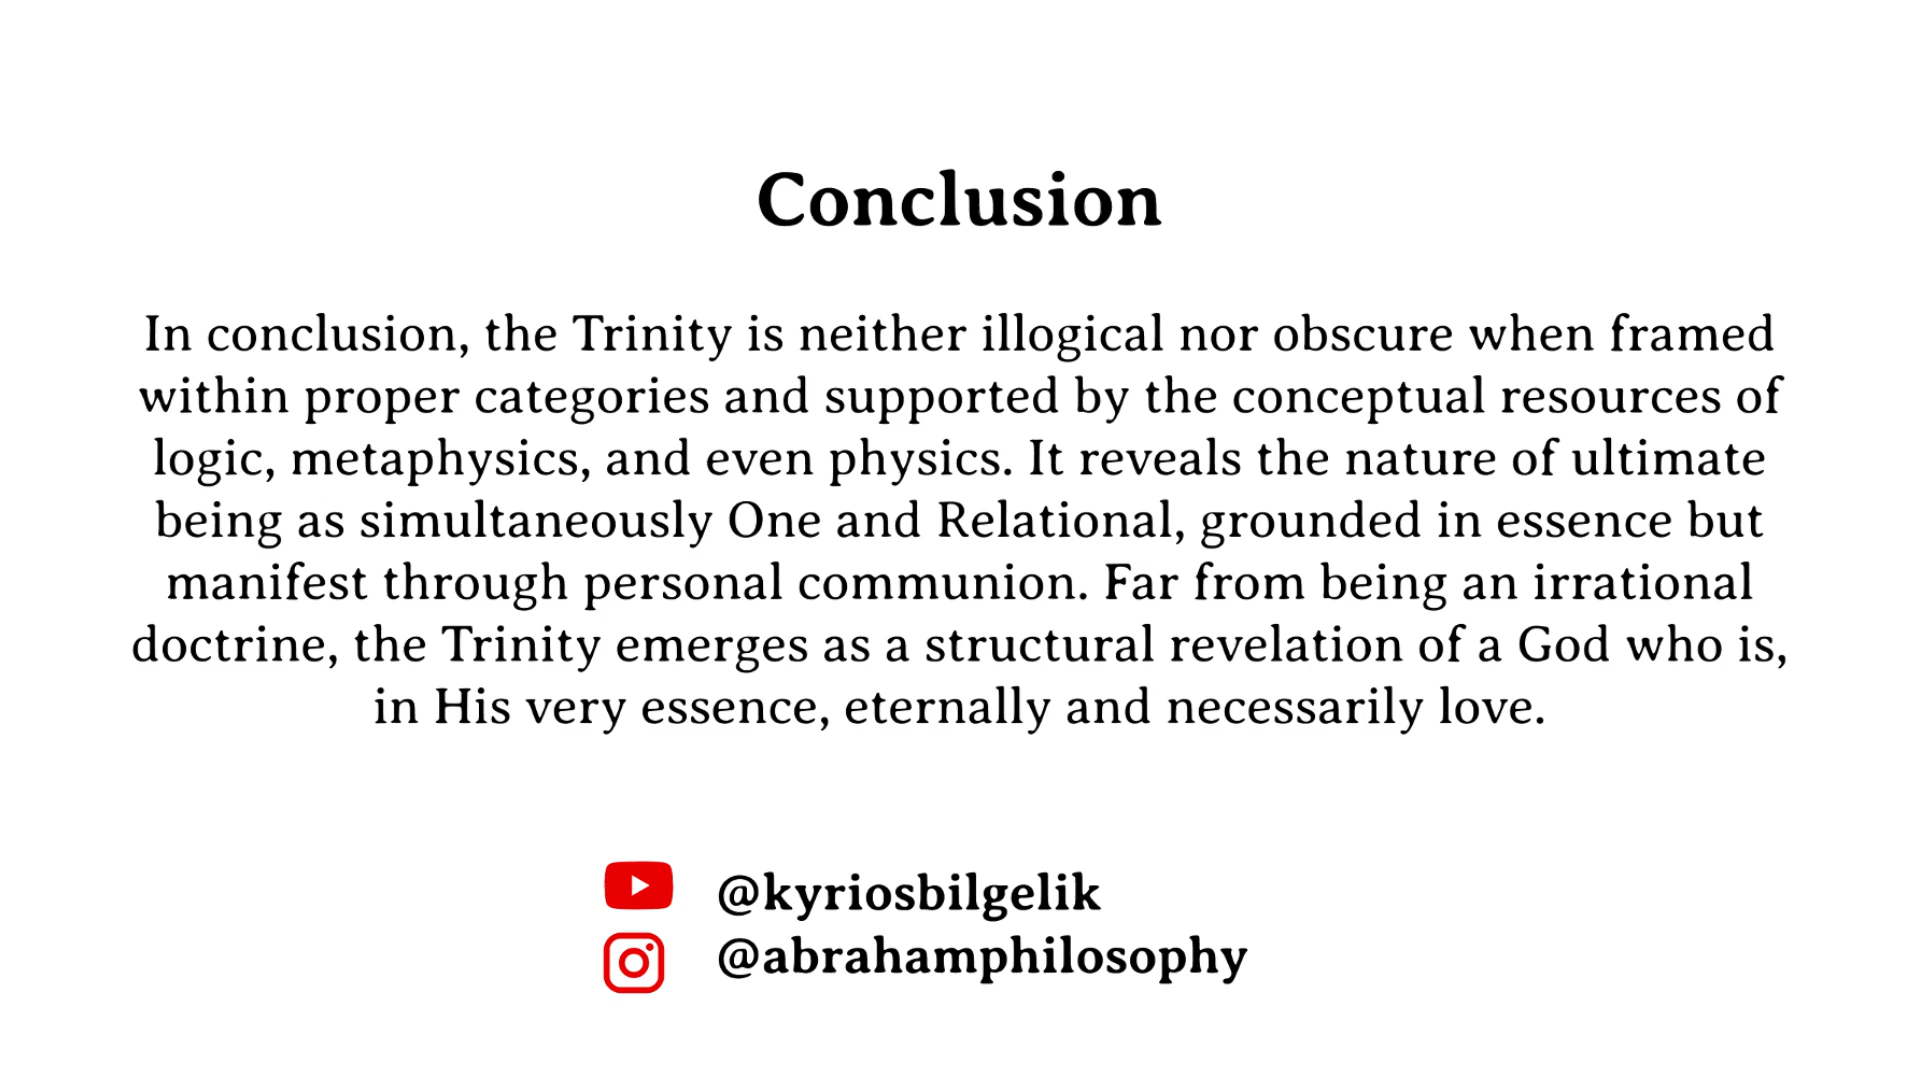 Conclusion
In conclusion, the Trinity is neither illogical nor obscure when framed
within proper categories and supported by the conceptual resources of
logic, metaphysics, and even physics. It reveals the nature of ultimate
being as simultaneously One and Relational, grounded in essence but
manifest through personal communion. Far from being an irrational
doctrine, the Trinity emerges as a structural revelation of a God who is,
in His very essence, eternally and necessarily love.
@kyriosbilgelik
@abrahamphilosophy